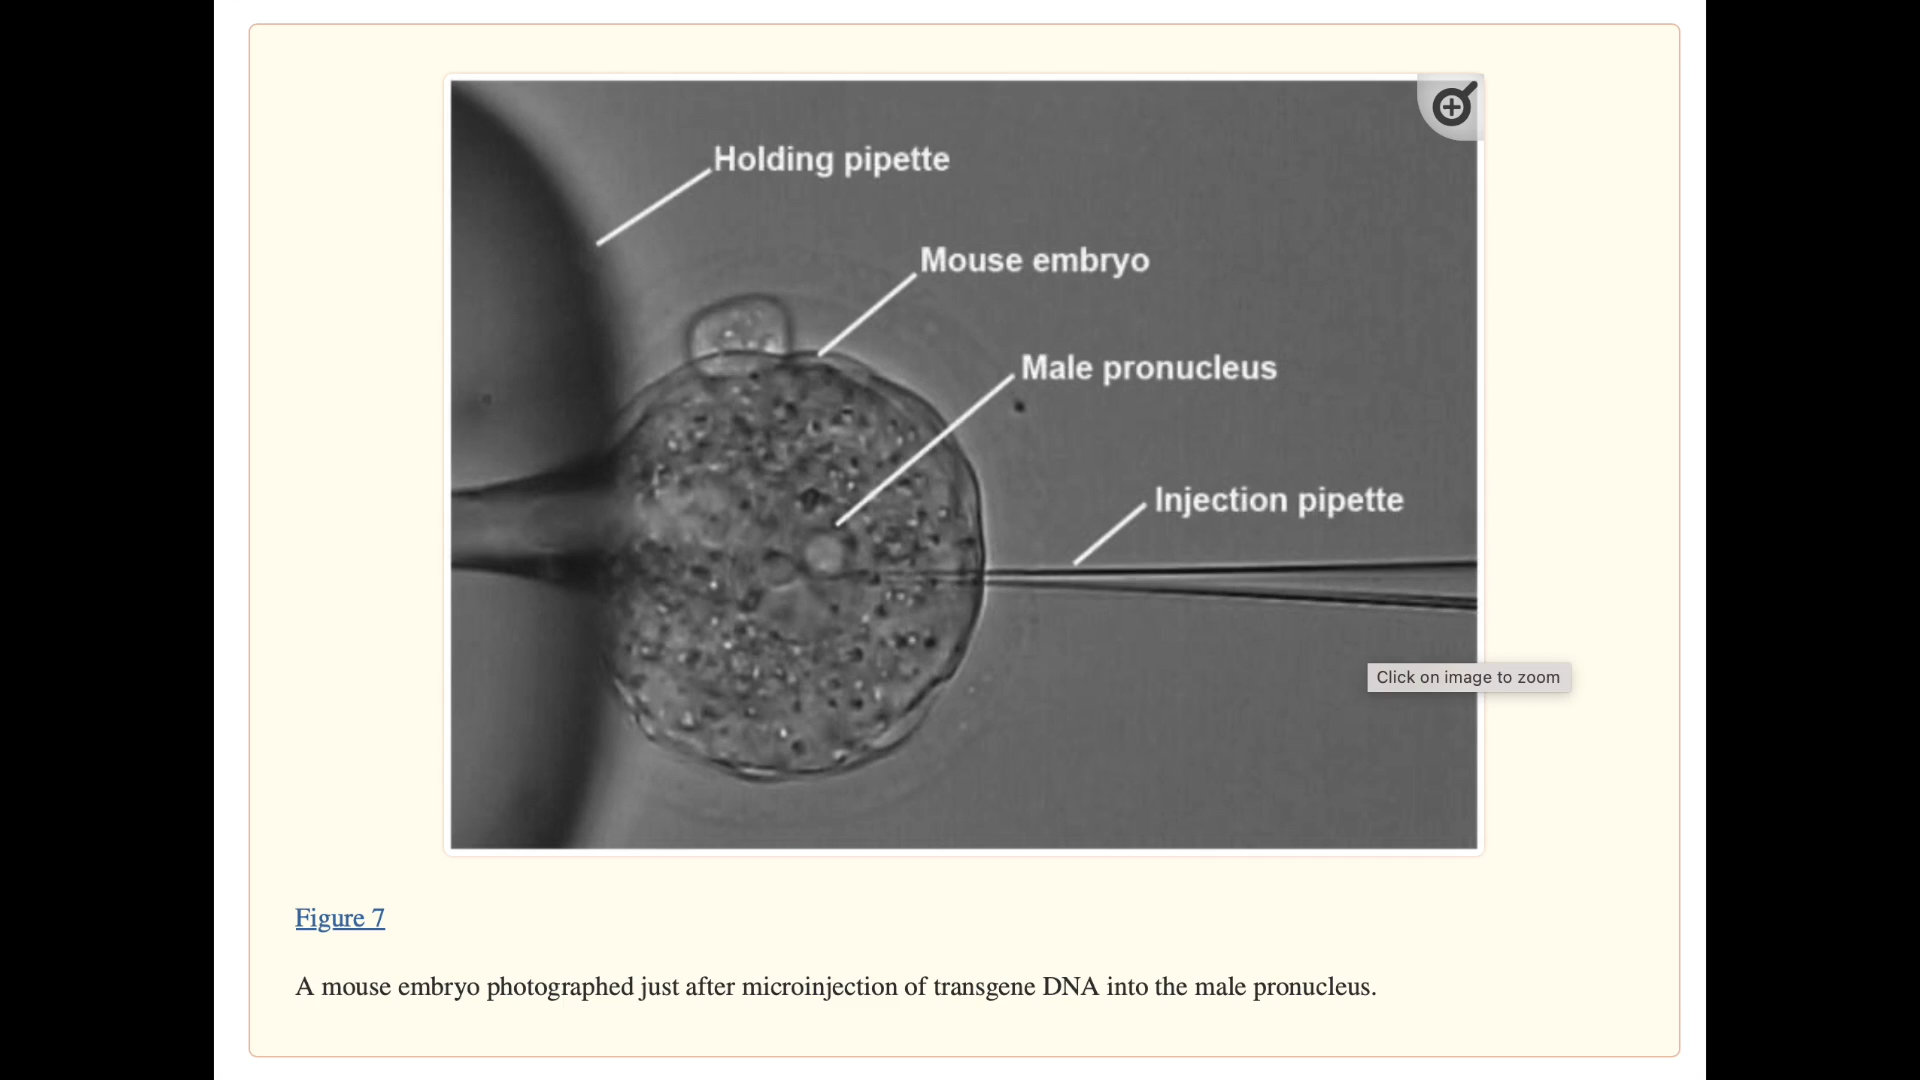 Holding pipette
Mouse embryo
Male pronucleus
Injection pipette
Click on image to zoom
Figure 7
A mouse embryo photographed just after microinjection of transgene DNA into the male pronucleus.